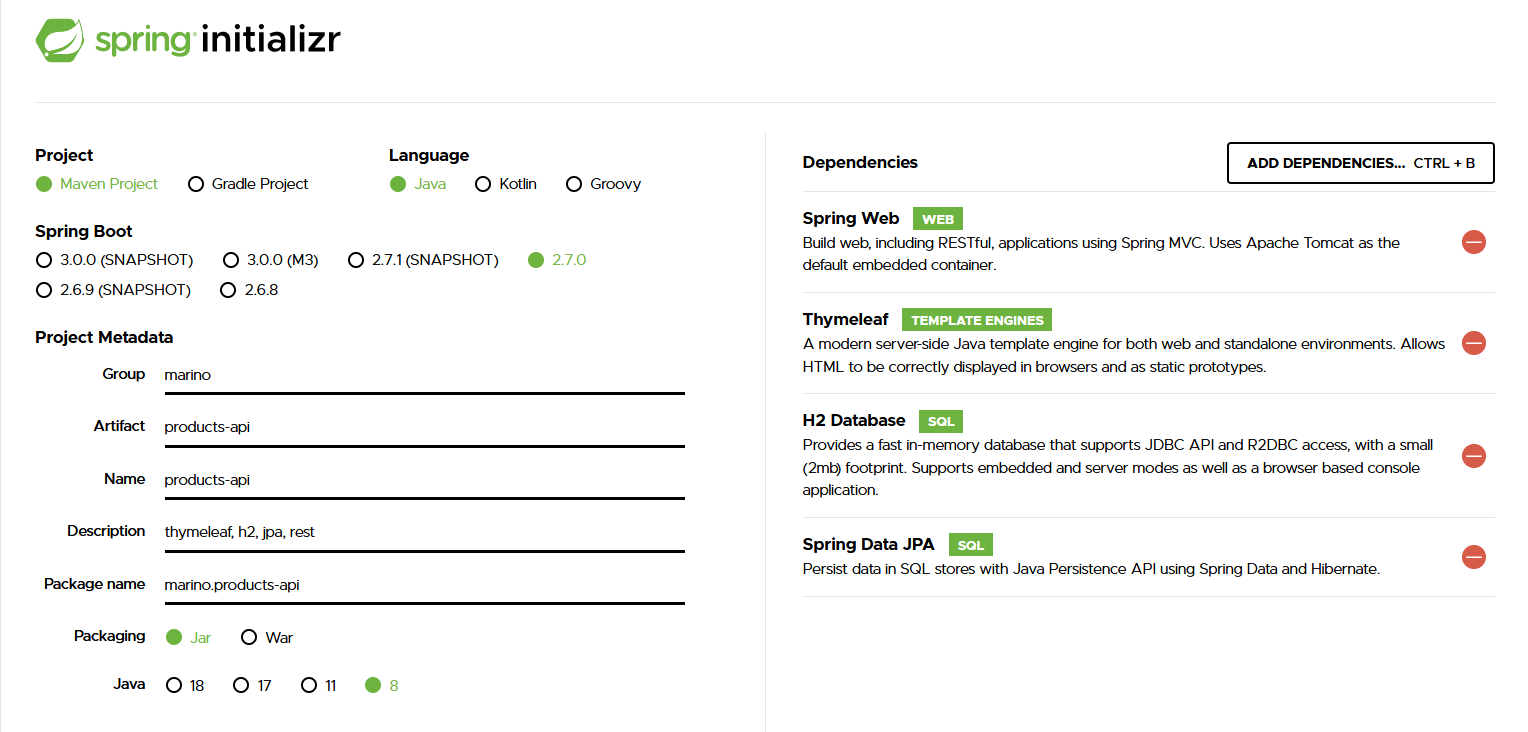 spring initializr
Project
Maven Project Gradle Project
Language
Java Kotlin Groovy
Spring Boot
3.0.0 (SNAPSHOT) 3.0.0 (M3) 2.7.1 (SNAPSHOT) 2.7.0
2.6.9 (SNAPSHOT) 2.6.8
Project Metadata
Group marino
Artifact products-api
Name products-api
Description thymeleaf, h2, jpa, rest
Package name marino.products-api
Packaging Jar War
Java 18 17 11 8
Dependencies ADD DEPENDENCIES... CTRL + B
Spring Web WEB
Build web, including RESTful, applications using Spring MVC. Uses Apache Tomcat as the
default embedded container.
Thymeleaf TEMPLATE ENGINES
A modern server-side Java template engine for both web and standalone environments. Allows
HTML to be correctly displayed in browsers and as static prototypes.
H2 Database SQL
Provides a fast in-memory database that supports JDBC API and R2DBC access, with a small
(2mb) footprint. Supports embedded and server modes as well as a browser based console
application.
Spring Data JPA SQL
Persist data in SQL stores with Java Persistence API using Spring Data and Hibernate.